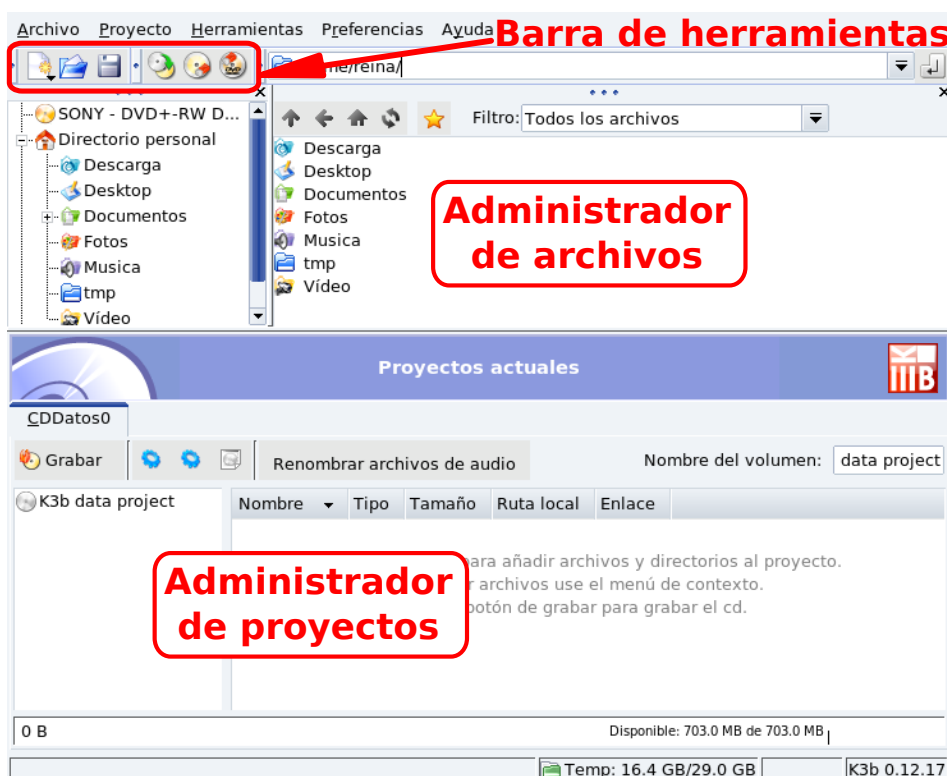 Archivo Proyecto Herramientas Preferencias Ayuda
Barra de herramientas
/reina/
SONY - DVD+-RW D...
Directorio personal
Descarga
Desktop
Documentos
Fotos
Musica
tmp
Vídeo
Filtro: Todos los archivos
Descarga
Desktop
Documentos
Fotos
Musica
tmp
Vídeo
Administrador
de archivos
Proyectos actuales
K3B
CDDatos0
Grabar
Renombrar archivos de audio
Nombre del volumen: data project
K3b data project
Nombre Tipo Tamaño Ruta local Enlace
para añadir archivos y directorios al proyecto.
archivos use el menú de contexto.
botón de grabar para grabar el cd.
Administrador
de proyectos
0 B
Disponible: 703.0 MB de 703.0 MB
Temp: 16.4 GB/29.0 GB
K3b 0.12.17